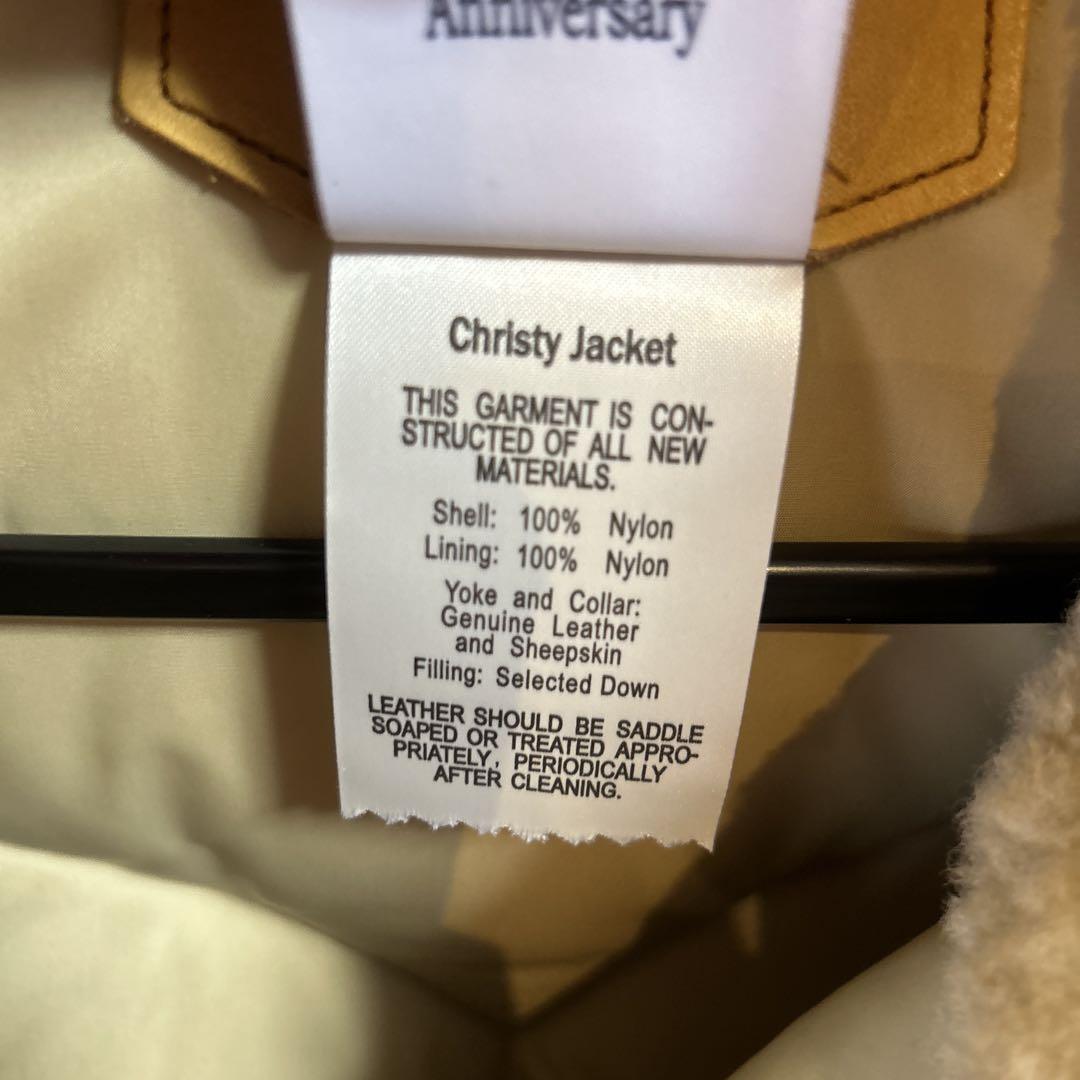 Anniversary
Christy Jacket
THIS GARMENT IS CON-
STRUCTED OF ALL NEW
MATERIALS.
Shell: 100% Nylon
Lining: 100% Nylon
Yoke and Collar:
Genuine Leather
and Sheepskin
Filling: Selected Down
LEATHER SHOULD BE SADDLE
SOAPED OR TREATED APPRO-
PRIATELY, PERIODICALLY
AFTER CLEANING.